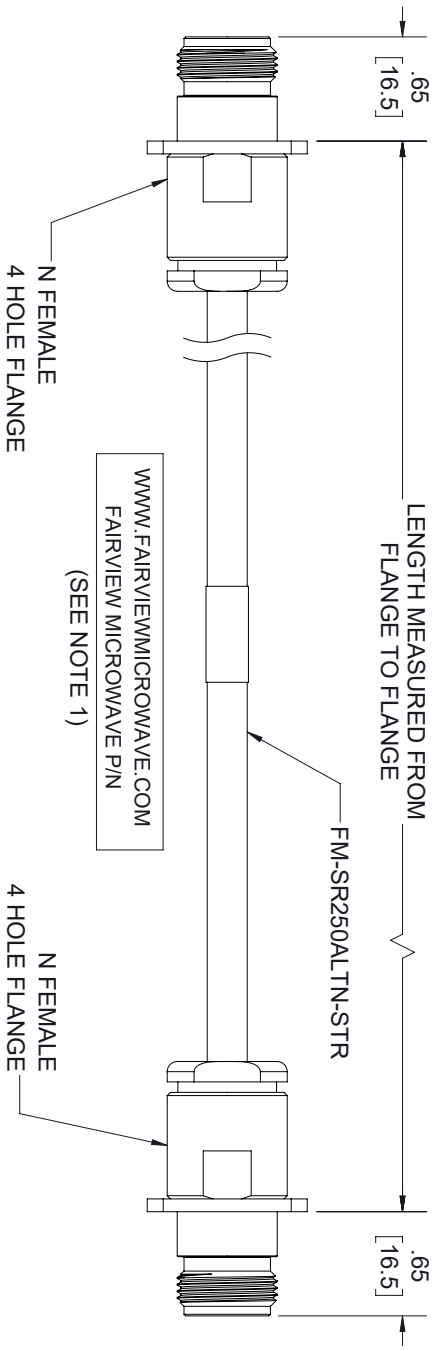 .65
[16.5]
LENGTH MEASURED FROM
FLANGE TO FLANGE
.65
[16.5]
FM-SR250ALTN-STR
N FEMALE
4 HOLE FLANGE
WWW.FAIRVIEWMICROWAVE.COM
FAIRVIEW MICROWAVE P/N
(SEE NOTE 1)
N FEMALE
4 HOLE FLANGE